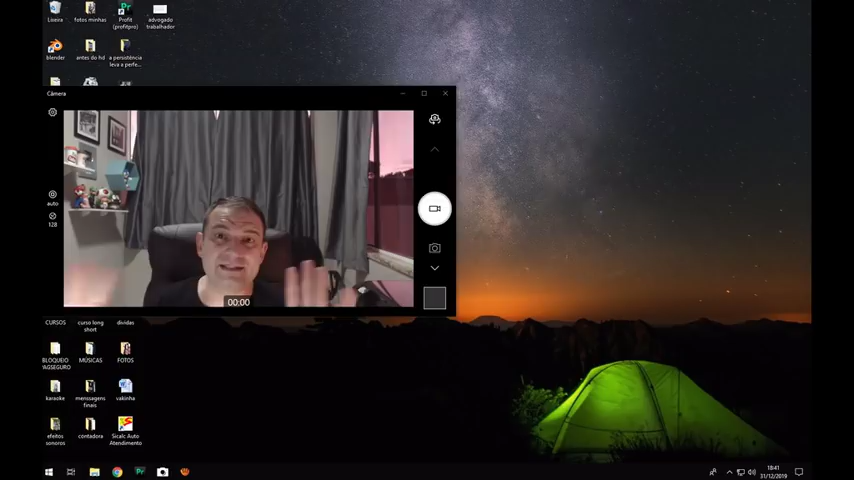 Lixeira
fotos minhas
Profit
(profitpro)
advogado
trabalhador
blender
antes do hd
a persistência
leva a perfe...
Câmera
auto
128
00:00
CURSOS
curso long
short
dividas
BLOQUEIO
PAGSEGURO
MÚSICAS
FOTOS
karaoke
menssagens
finais
vakinha
efeitos
sonoros
contadora
Sicalc Auto
Atendimento
18:41
31/12/2019